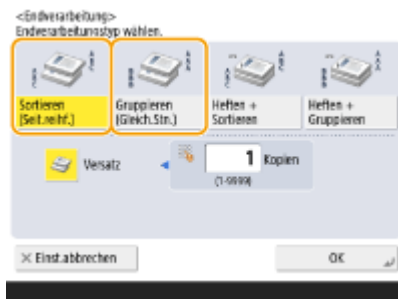 <Endverarbeitung>
Endverarbeitungstyp wählen.
Sortieren
(Seit.reihf.)
Gruppieren
(Gleich.Stn.)
Heften +
Sortieren
Heften +
Gruppieren
Versatz
1 Kopien
(1-9999)
× Einst.abbrechen
OK